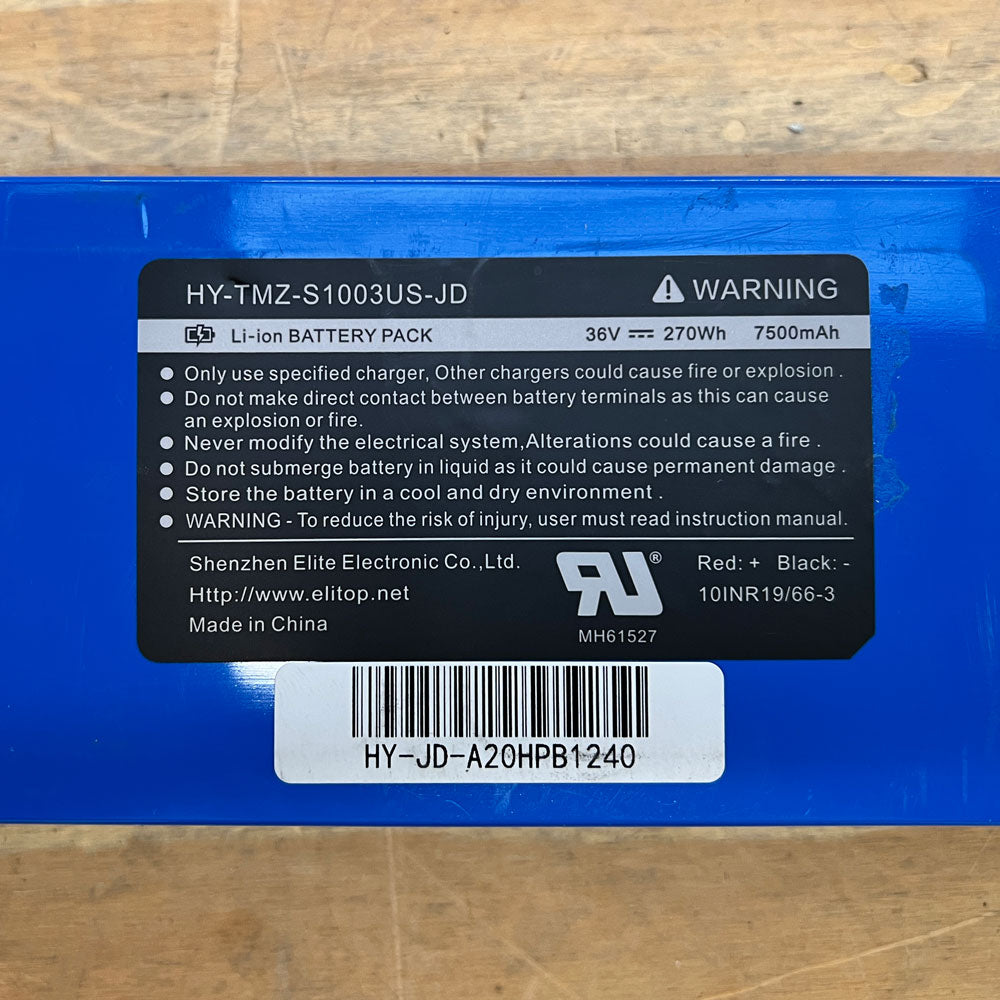 HY-TMZ-S1003US-JD
⚠ WARNING
Li-ion BATTERY PACK
36V ⎓ 270Wh 7500mAh
● Only use specified charger, Other chargers could cause fire or explosion .
● Do not make direct contact between battery terminals as this can cause
an explosion or fire.
● Never modify the electrical system,Alterations could cause a fire .
● Do not submerge battery in liquid as it could cause permanent damage .
● Store the battery in a cool and dry environment .
● WARNING - To reduce the risk of injury, user must read instruction manual.
Shenzhen Elite Electronic Co.,Ltd.
Http://www.elitop.net
Made in China
RU®
MH61527
Red: + Black: -
10INR19/66-3
HY-JD-A20HPB1240